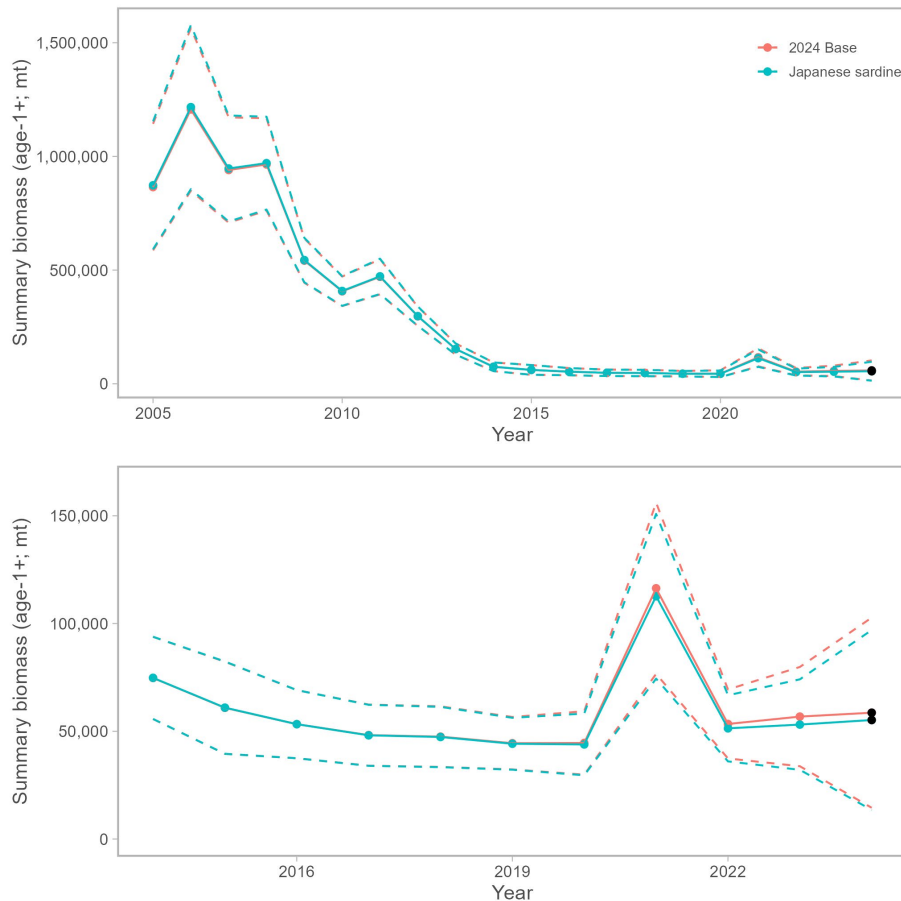 1,500,000
1,000,000
500,000
0
Summary biomass (age-1+; mt)
2024 Base
Japanese sardine
2005
2010
2015
2020
Year
150,000
100,000
50,000
0
Summary biomass (age-1+; mt)
2016
2019
2022
Year